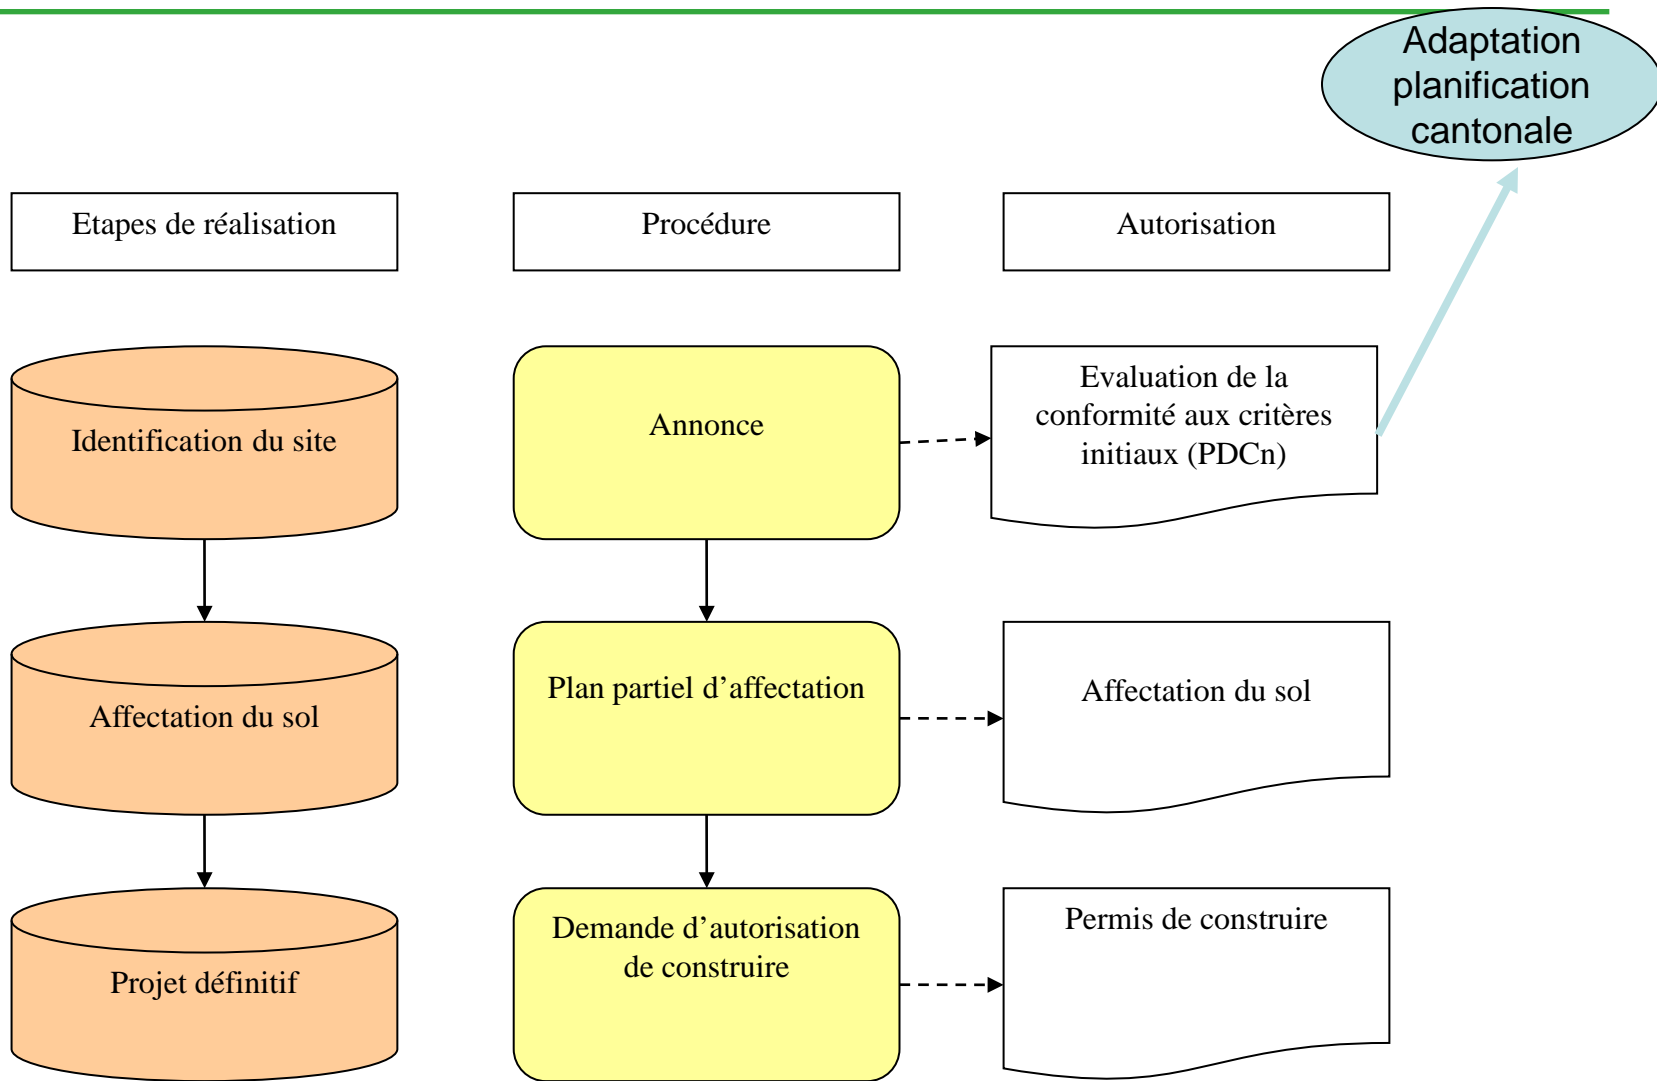 Adaptation
planification
cantonale
Etapes de réalisation
Procédure
Autorisation
Identification du site
Annonce
Evaluation de la
conformité aux critères
initiaux (PDCn)
Affectation du sol
Plan partiel d’affectation
Affectation du sol
Projet définitif
Demande d’autorisation
de construire
Permis de construire